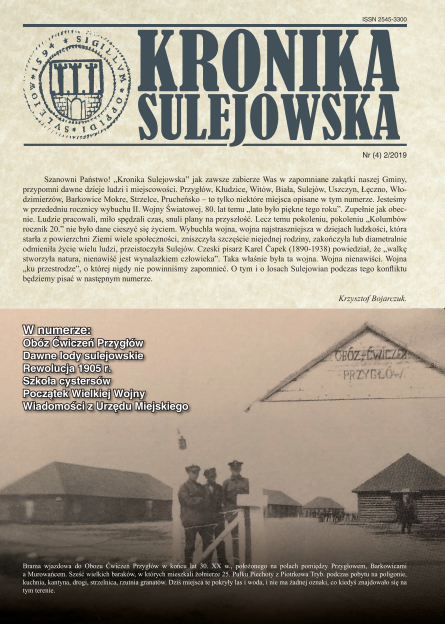 ISSN 2545-3300
KRONIKA
SULEJOWSKA
SIGILLVM OPIDI SVLEIOW 1594
Nr (4) 2/2019
Szanowni Państwo! „Kronika Sulejowska” jak zawsze zabierze Was w zapomniane zakątki naszej Gminy,
przypomni dawne dzieje ludzi i miejscowości. Przygłów, Kłudzice, Witów, Biała, Sulejów, Uszczyn, Łęczno, Wło-
dzimierzów, Barkowice Mokre, Strzelce, Prucheńsko – to tylko niektóre miejsca opisane w tym numerze. Jesteśmy
w przededniu rocznicy wybuchu II. Wojny Światowej. 80. lat temu „lato było piękne tego roku”. Zupełnie jak obec-
nie. Ludzie pracowali, miło spędzali czas, snuli plany na przyszłość. Lecz temu pokoleniu, pokoleniu „Kolumbów
rocznik 20.” nie było dane cieszyć się życiem. Wybuchła wojna, wojna najstraszniejsza w dziejach ludzkości, która
starła z powierzchni Ziemi wiele społeczności, zniszczyła szczęście niejednej rodziny, zakończyła lub diametralnie
odmieniła życie wielu ludzi, przeistoczyła Sulejów. Czeski pisarz Karel Čapek (1890-1938) powiedział, że „walkę
stworzyła natura, nienawiść jest wynalazkiem człowieka”. Taka właśnie była ta wojna. Wojna nienawiści. Wojna
„ku przestrodze”, o której nigdy nie powinniśmy zapomnieć. O tym i o losach Sulejowian podczas tego konfliktu
będziemy pisać w następnym numerze.
Krzysztof Bojarczuk.
W numerze:
Obóz Ćwiczeń Przygłów
Dawne lody sulejowskie
Rewolucja 1905 r.
Szkoła cystersów
Początek Wielkiej Wojny
Wiadomości z Urzędu Miejskiego
OBÓZ ĆWICZEŃ
PRZYGŁÓW
Brama wjazdowa do Obozu Ćwiczeń Przygłów w końcu lat 30. XX w., położonego na polach pomiędzy Przygłowem, Barkowicami
a Murowańcem. Sześć wielkich baraków, w których mieszkali żołnierze 25. Pułku Piechoty z Piotrkowa Tryb. podczas pobytu na poligonie,
kuchnia, kantyna, drogi, strzelnica, rzutnia granatów. Dziś miejsca te pokryły las i woda, i nie ma żadnej oznaki, co kiedyś znajdowało się na
tym terenie.